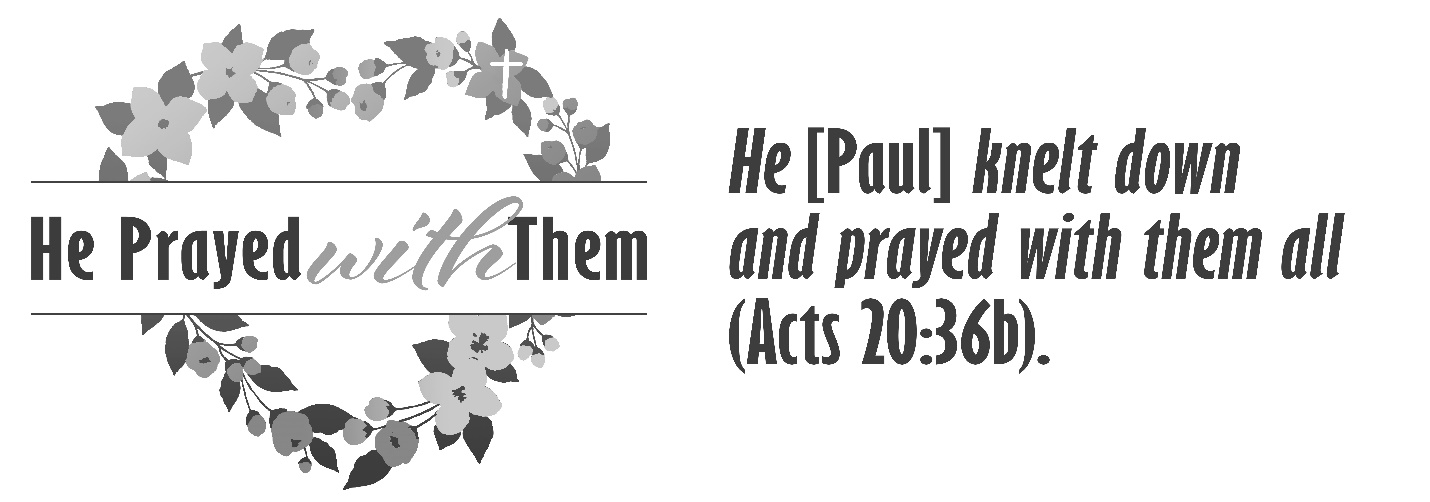 He Prayed with Them
He [Paul] knelt down
and prayed with them all
(Acts 20:36b).